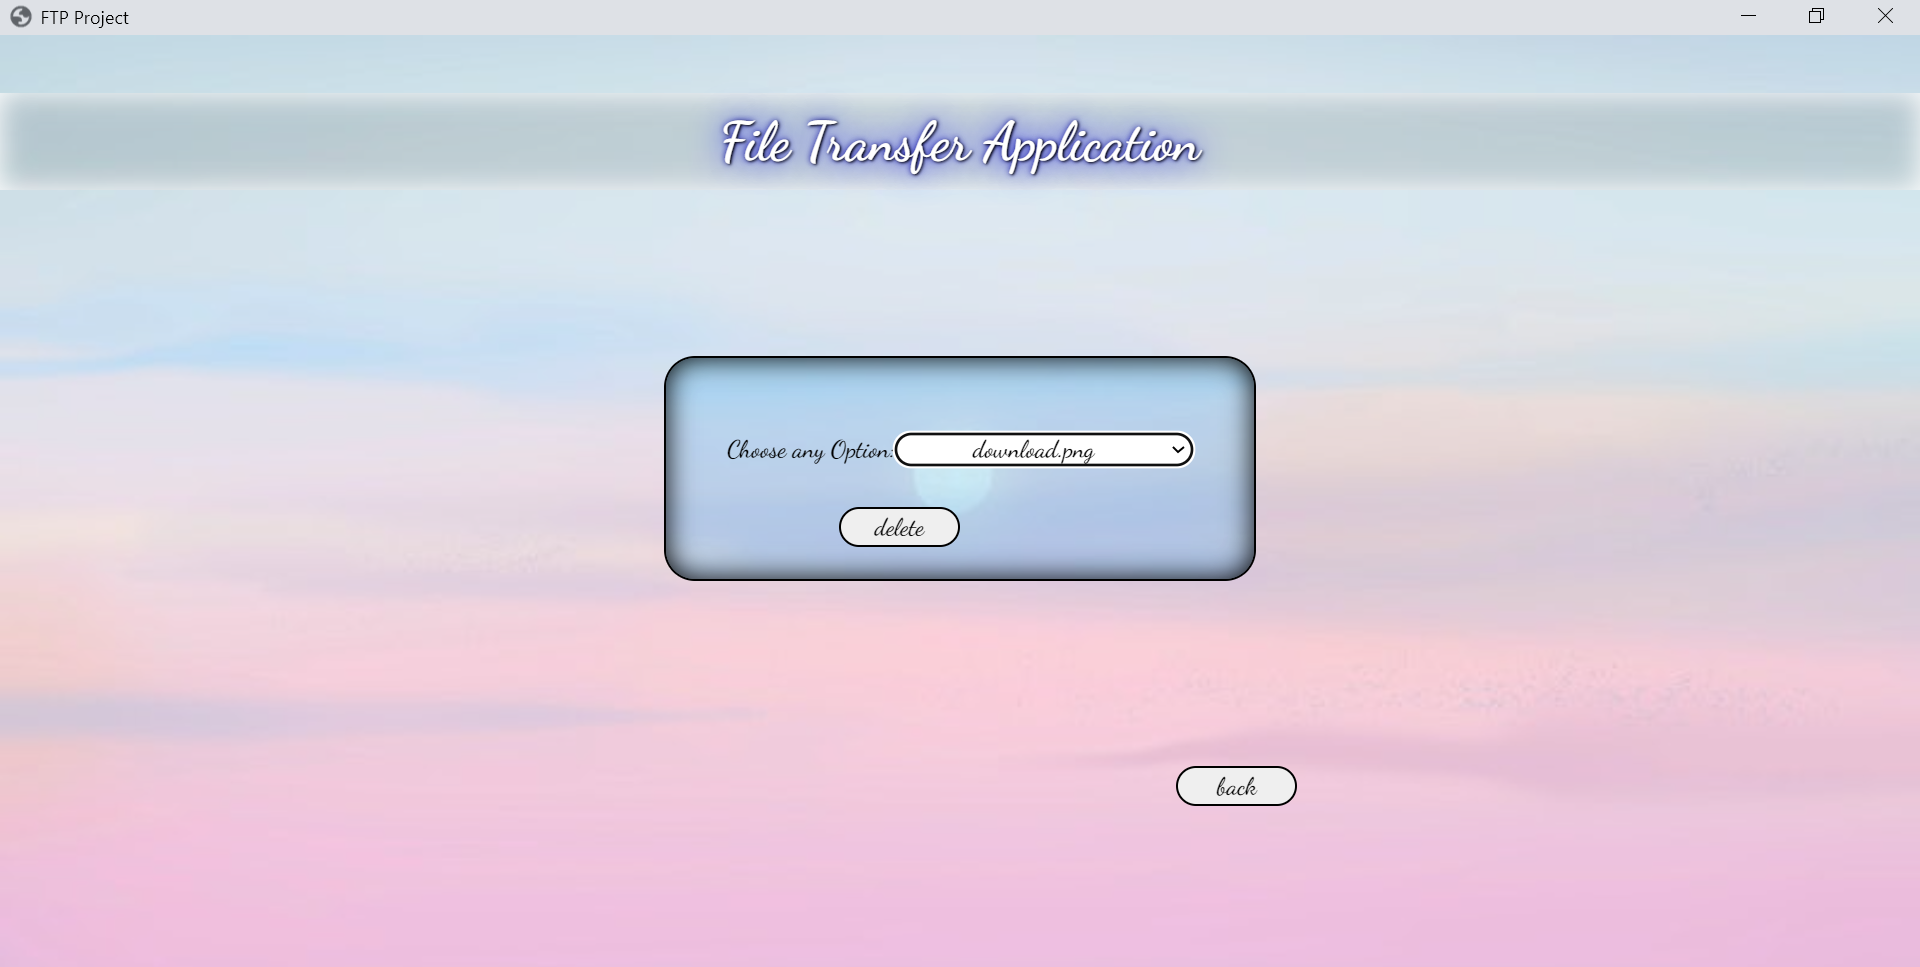 FTP Project
File Transfer Application
Choose any Option: download.png
delete
back